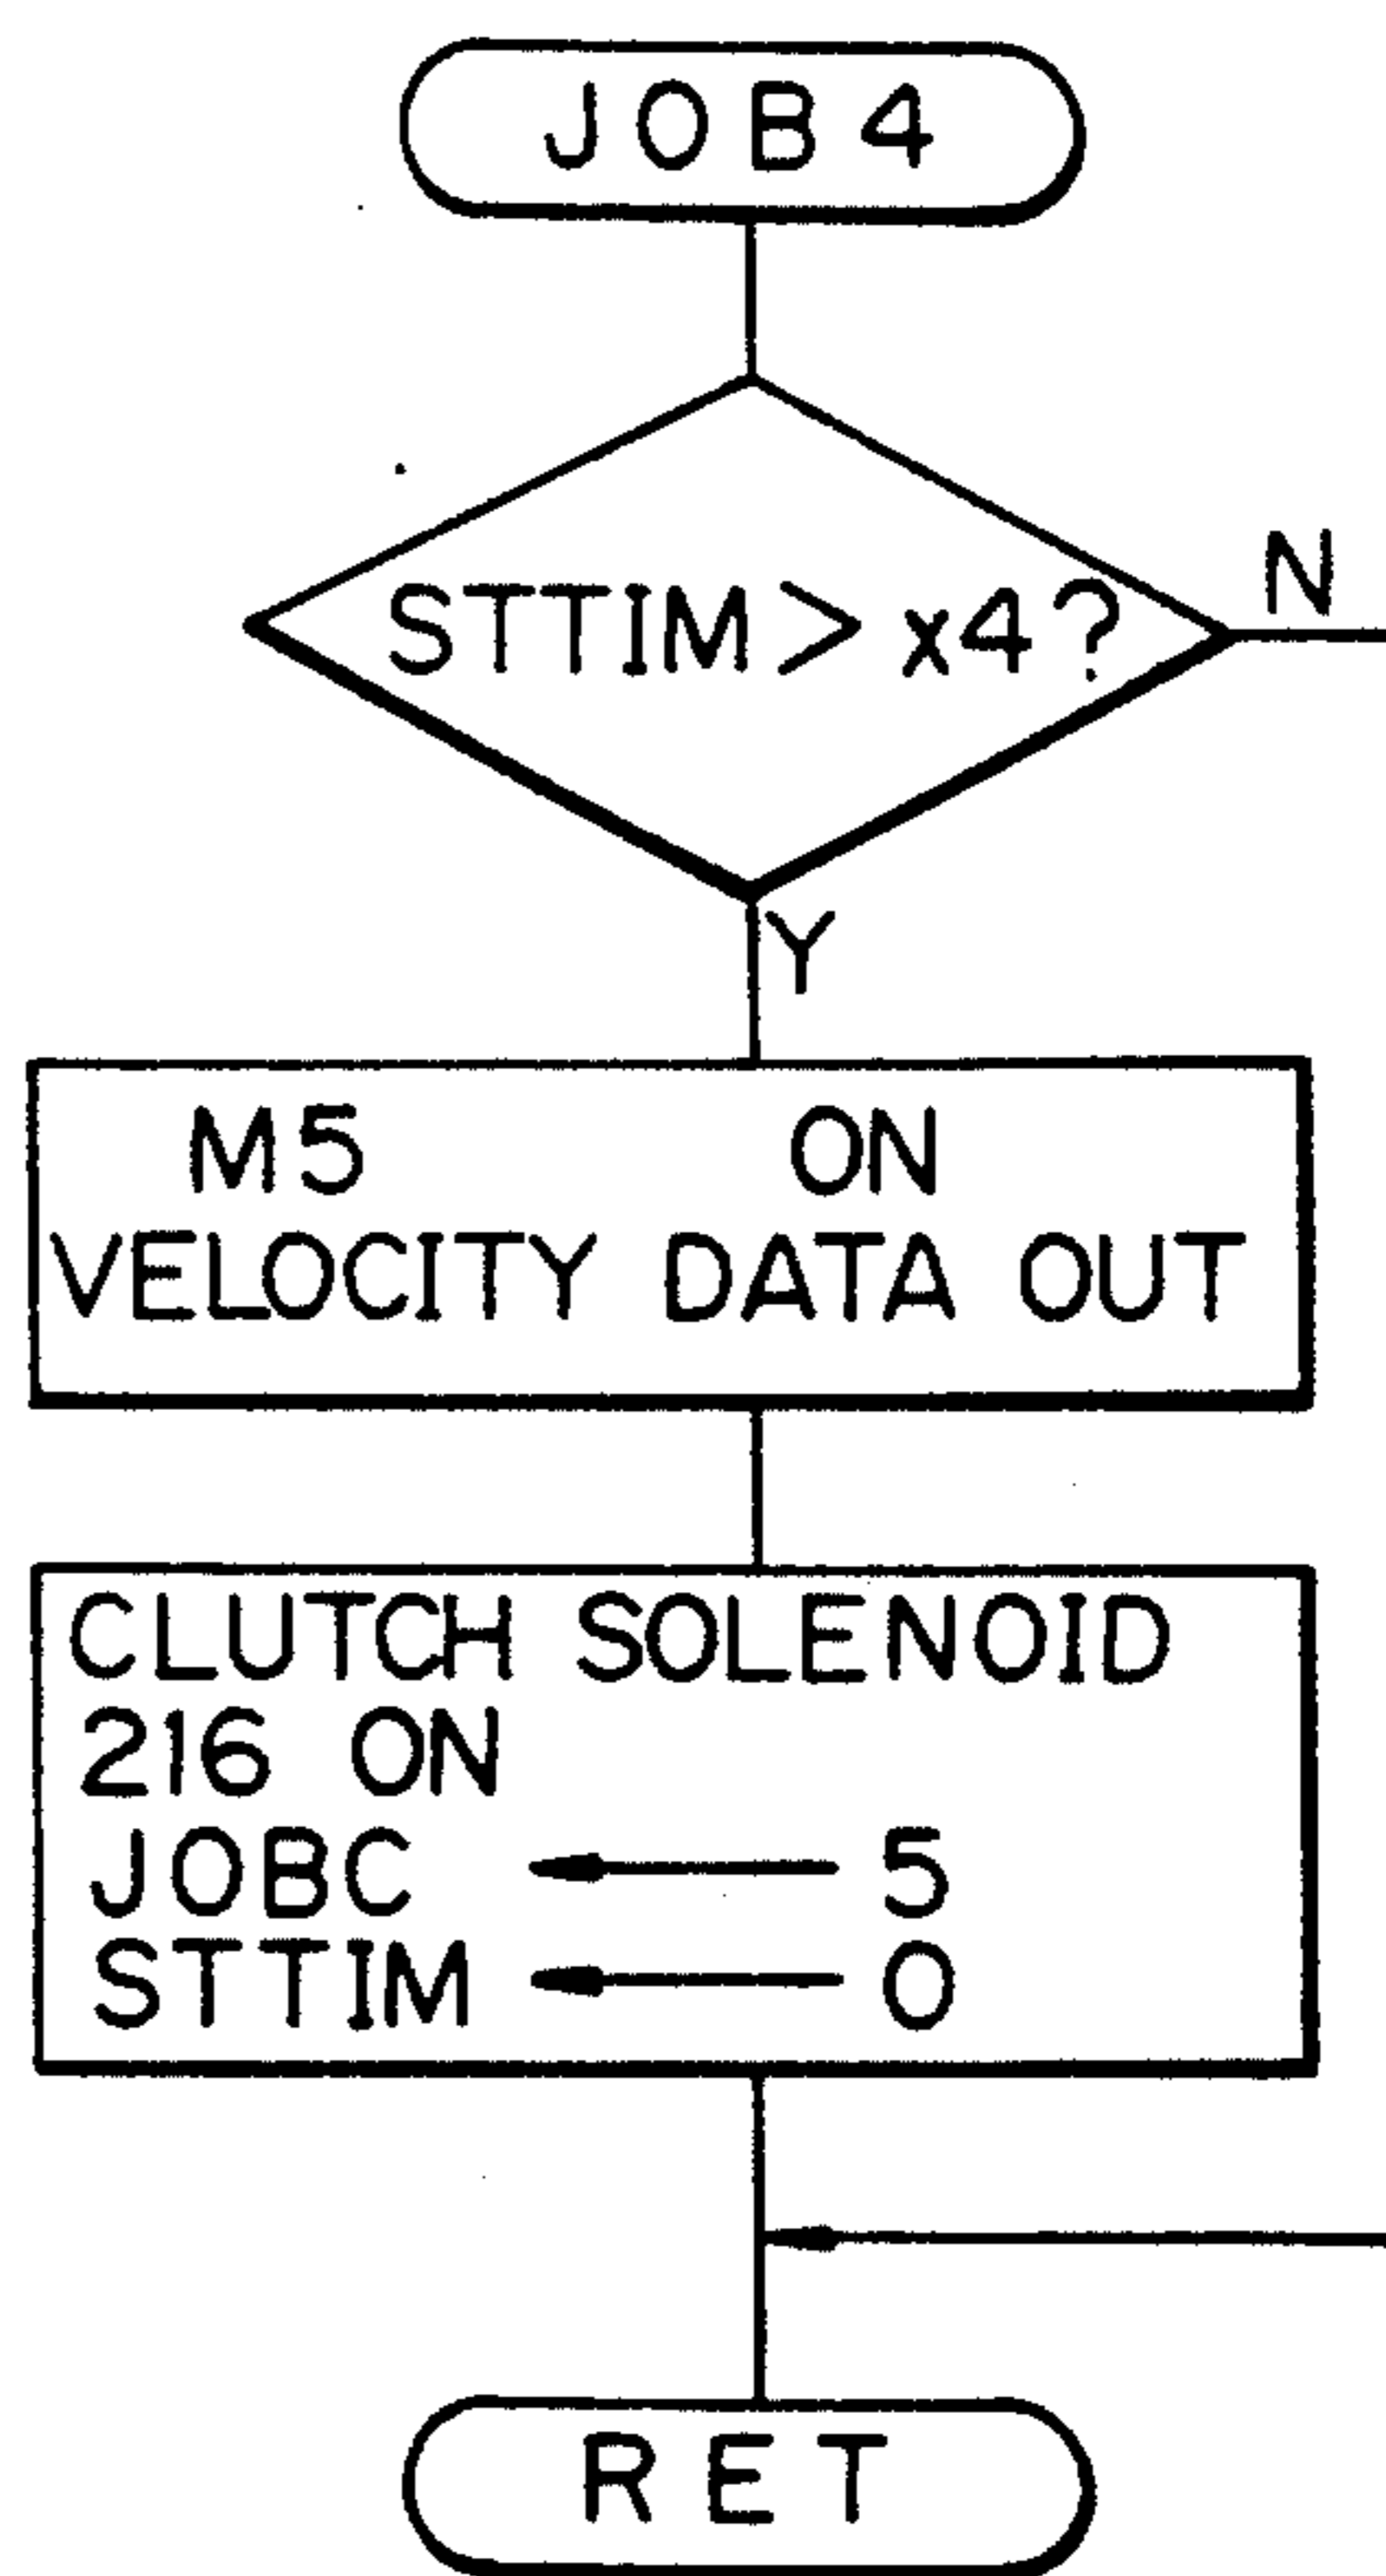 JOB4
STTIM> x4?
N
Y
M5 ON
VELOCITY DATA OUT
CLUTCH SOLENOID
216 ON
JOBC ← 5
STTIM ← 0
RET